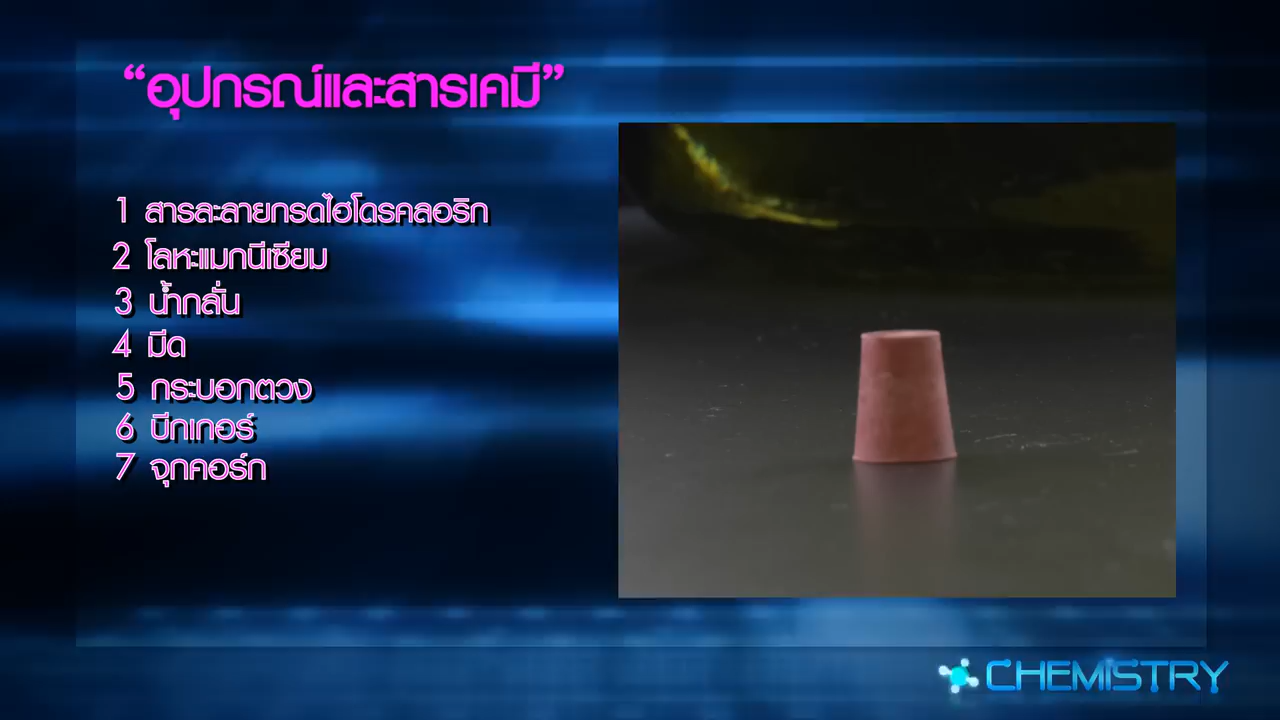 “อุปกรณ์และสารเคมี”
1 สารละลายกรดไฮโดรคลอริก
2 โลหะแมกนีเซียม
3 น้ำกลั่น
4 มีด
5 กระบอกตวง
6 บีกเกอร์
7 จุกคอร์ก
CHEMISTRY